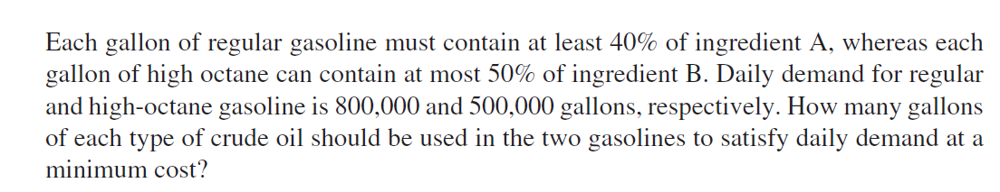 Each gallon of regular gasoline must contain at least 40% of ingredient A, whereas each
gallon of high octane can contain at most 50% of ingredient B. Daily demand for regular
and high-octane gasoline is 800,000 and 500,000 gallons, respectively. How many gallons
of each type of crude oil should be used in the two gasolines to satisfy daily demand at a
minimum cost?